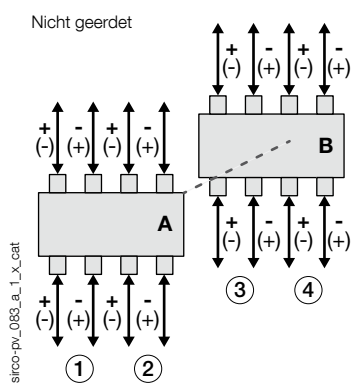 Nicht geerdet
+ - + -
(-) (+) (-) (+)
B
+ - + -
(-) (+) (-) (+)
A
+ - + -
(-) (+) (-) (+)
3 4
+ - + -
(-) (+) (-) (+)
1 2
sirco-pv_083_a_1_x_cat